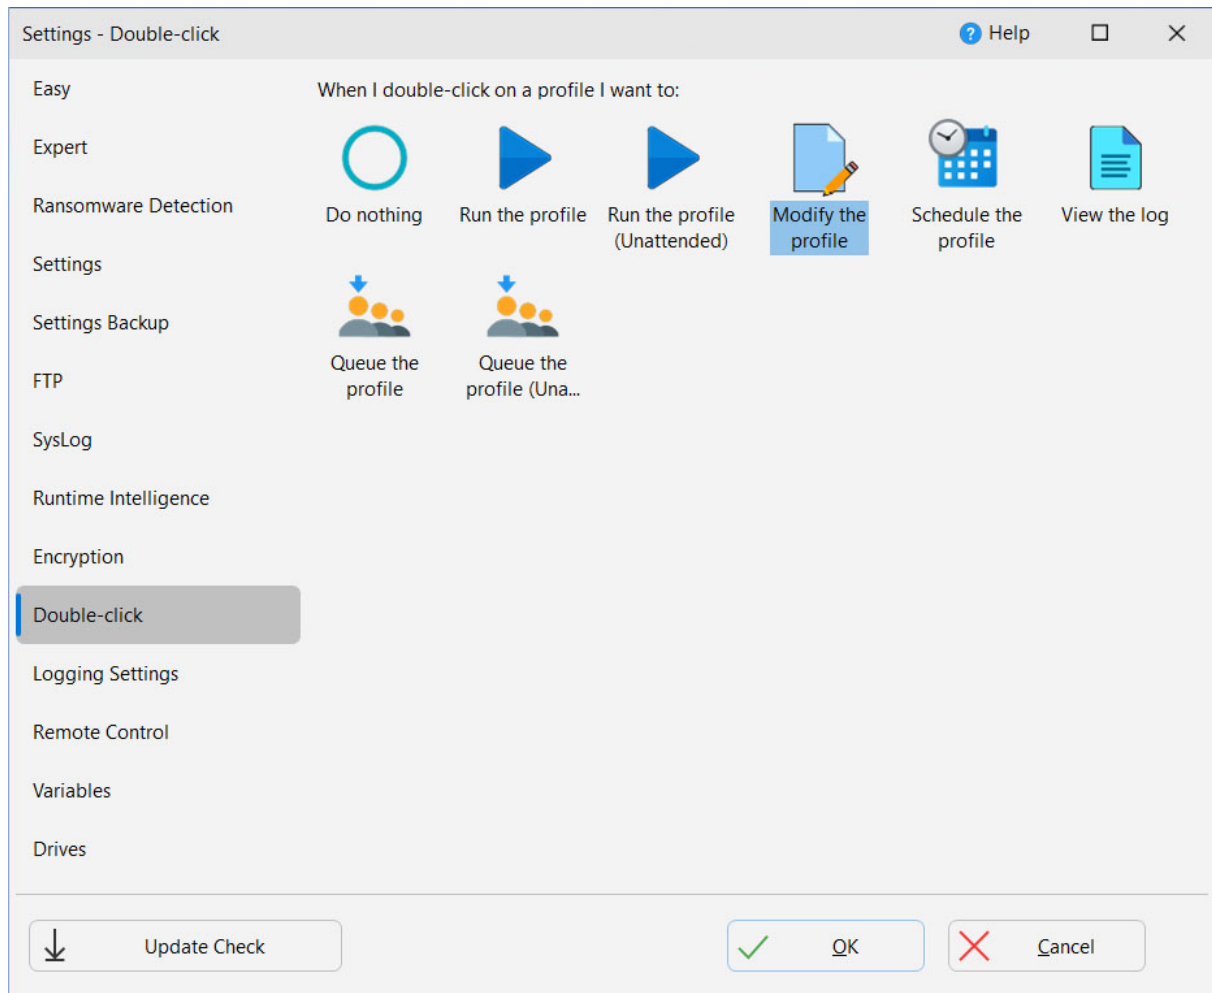 Settings - Double-click
? Help
Easy
Expert
Ransomware Detection
Settings
Settings Backup
FTP
SysLog
Runtime Intelligence
Encryption
Double-click
Logging Settings
Remote Control
Variables
Drives
When I double-click on a profile I want to:
Do nothing
Run the profile
Run the profile
(Unattended)
Modify the
profile
Schedule the
profile
View the log
Queue the
profile
Queue the
profile (Una...
Update Check
OK
Cancel